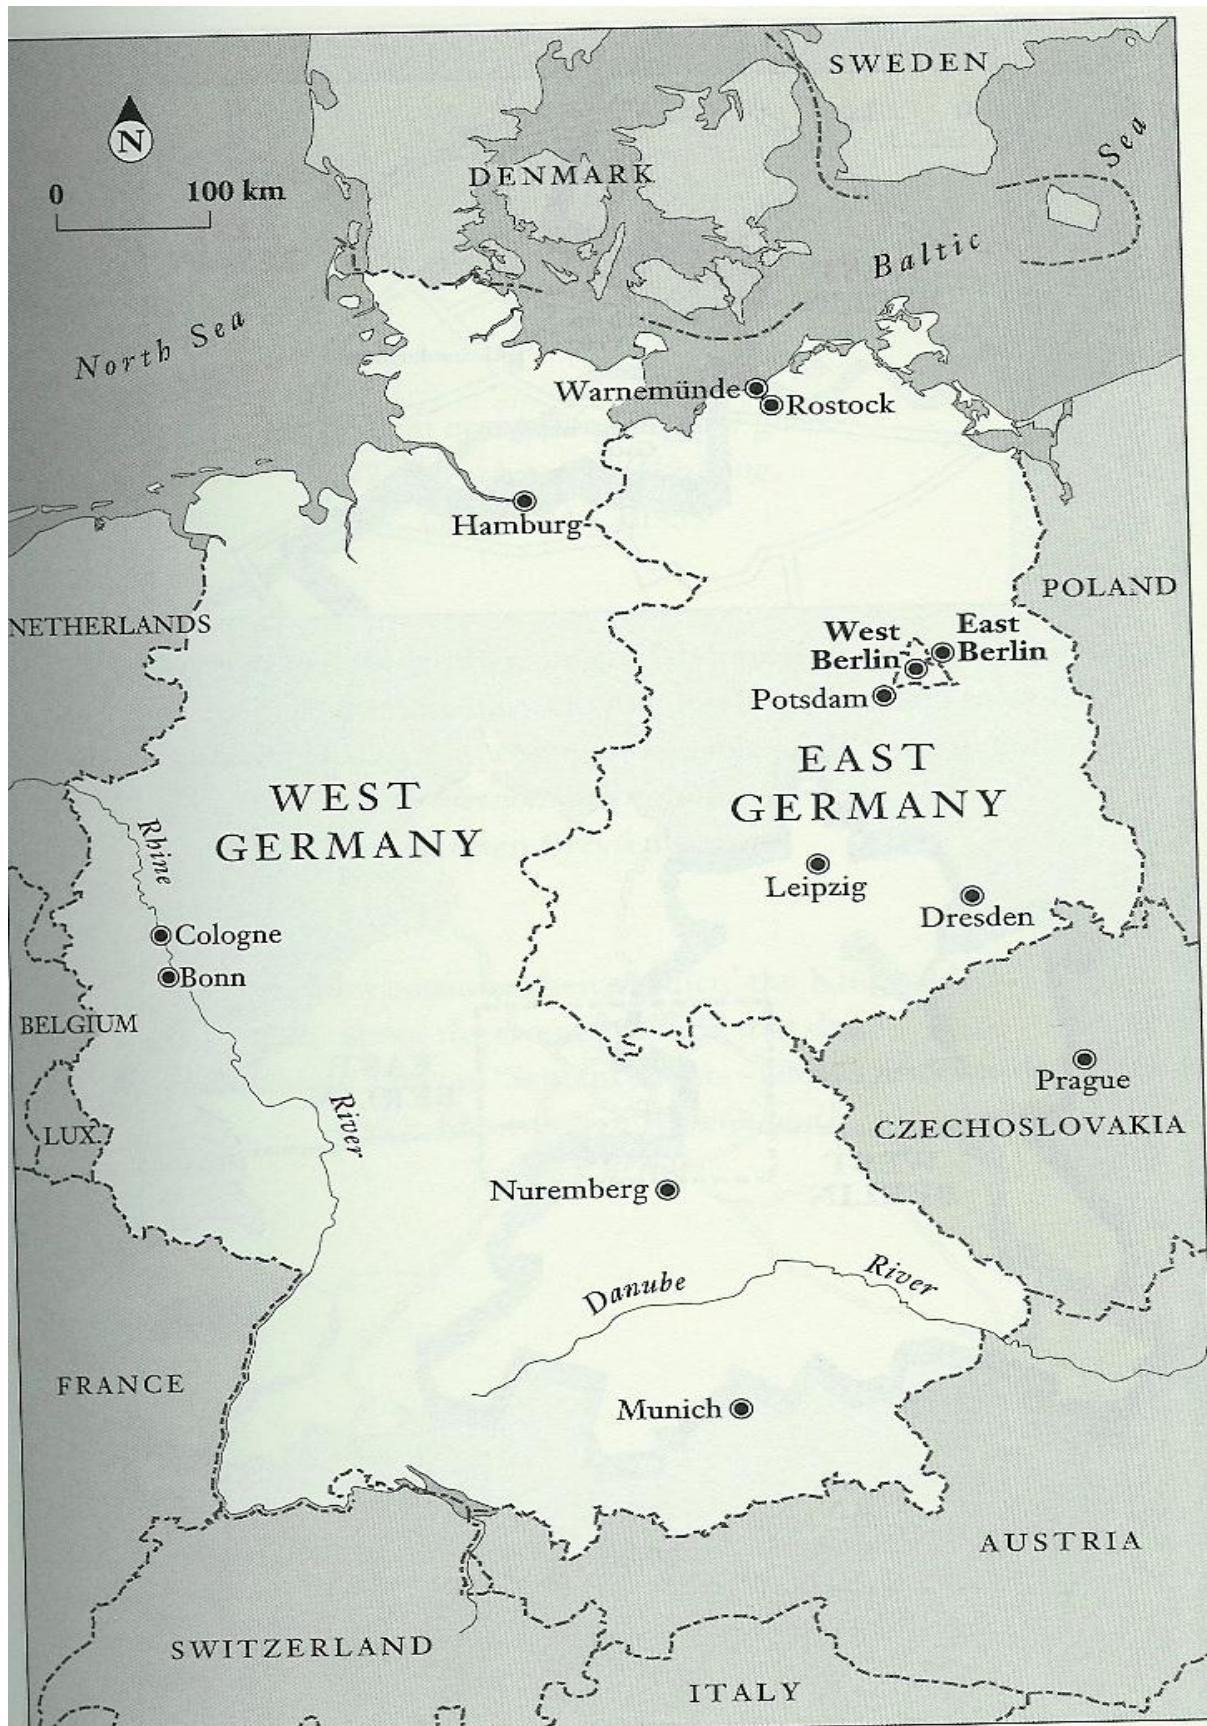 SWEDEN
N
0 100 km
DENMARK
Baltic Sea
North Sea
Warnemünde
Rostock
Hamburg
NETHERLANDS
POLAND
West
Berlin
East
Berlin
Potsdam
WEST
GERMANY
EAST
GERMANY
Rhine River
Leipzig
Dresden
Cologne
Bonn
BELGIUM
Prague
LUX.
CZECHOSLOVAKIA
Nuremberg
Danube River
FRANCE
Munich
AUSTRIA
SWITZERLAND
ITALY